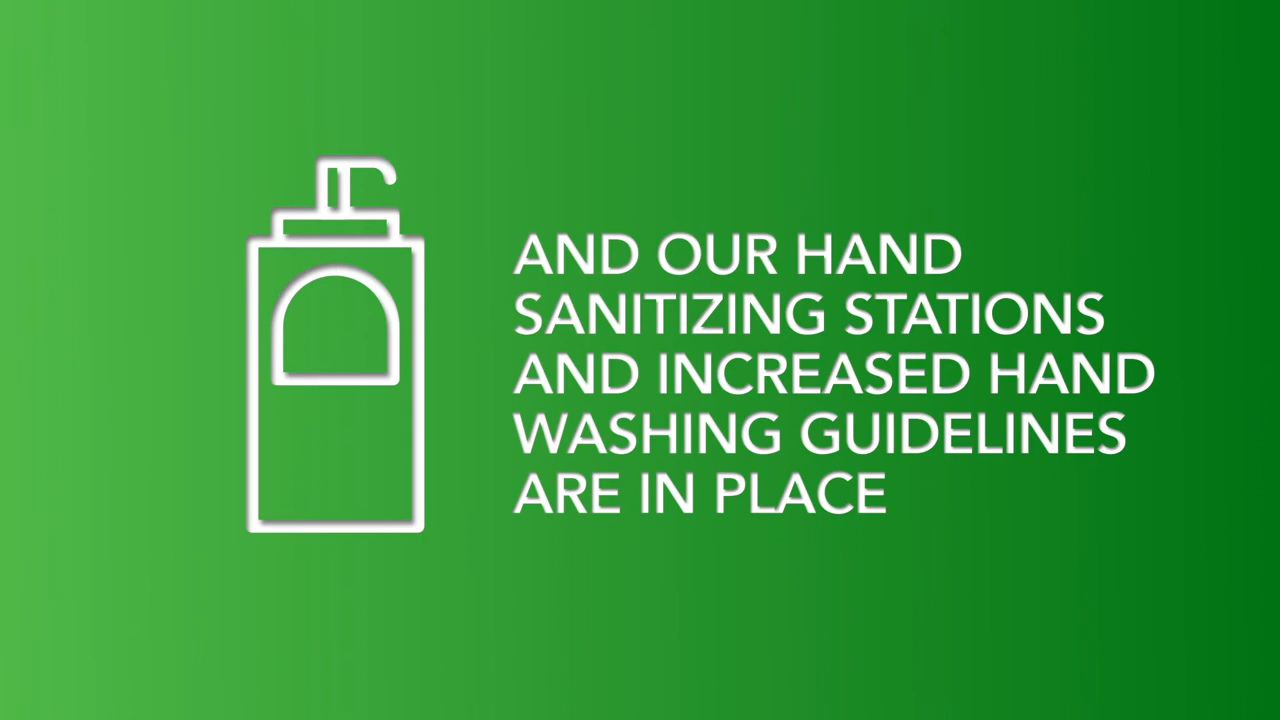 AND OUR HAND
SANITIZING STATIONS
AND INCREASED HAND
WASHING GUIDELINES
ARE IN PLACE